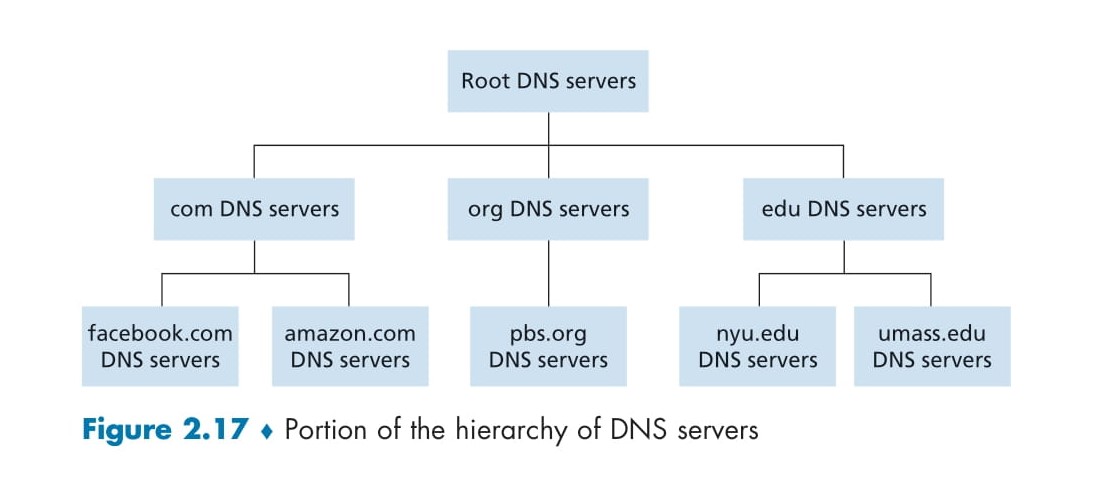 Root DNS servers
com DNS servers
org DNS servers
edu DNS servers
facebook.com
DNS servers
amazon.com
DNS servers
pbs.org
DNS servers
nyu.edu
DNS servers
umass.edu
DNS servers
Figure 2.17 ♦ Portion of the hierarchy of DNS servers